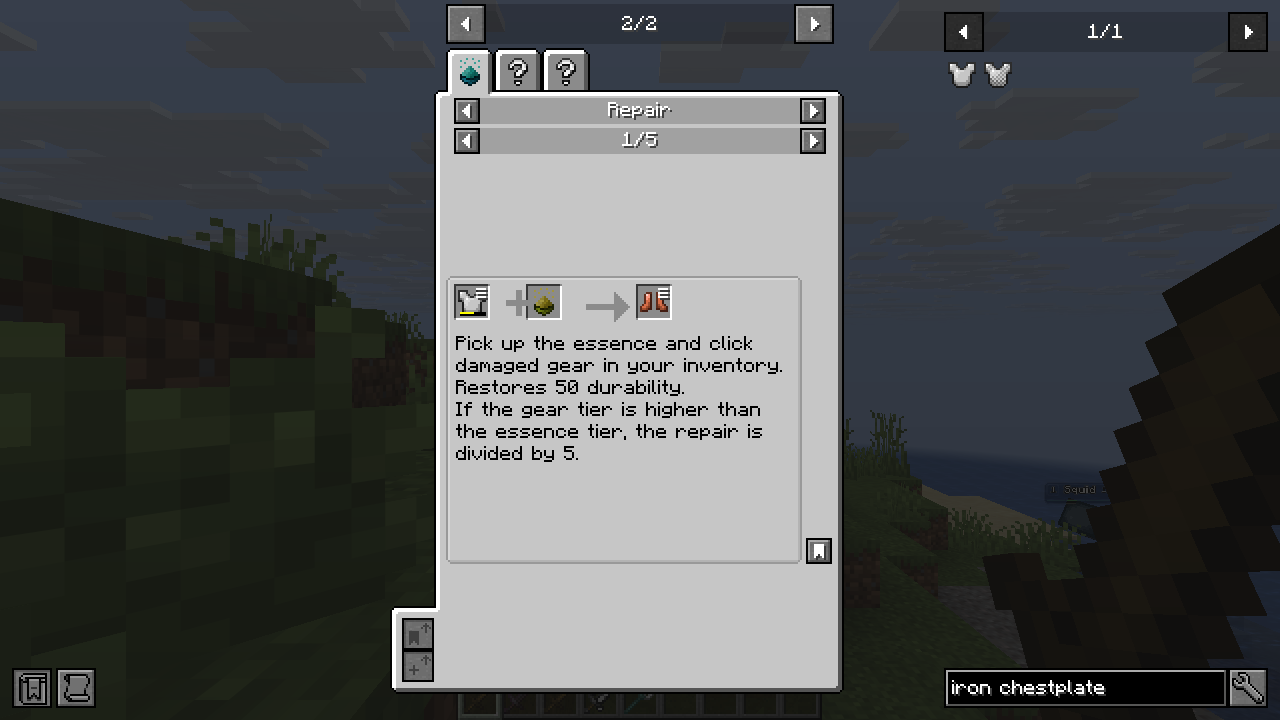 2/2
1/1
? ?
Repair
1/5
Pick up the essence and click
damaged gear in your inventory.
Restores 50 durability.
If the gear tier is higher than
the essence tier, the repair is
divided by 5.
Squid
iron chestplate